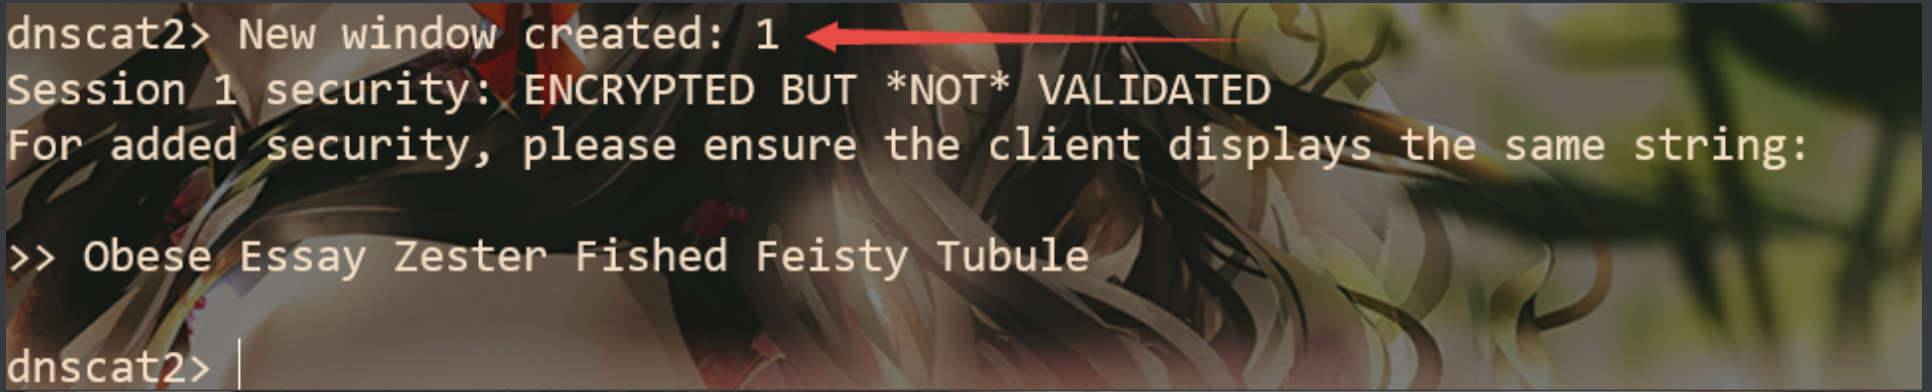 dnscat2> New window created: 1
Session 1 security: ENCRYPTED BUT *NOT* VALIDATED
For added security, please ensure the client displays the same string:
>> Obese Essay Zester Fished Feisty Tubule
dnscat2>